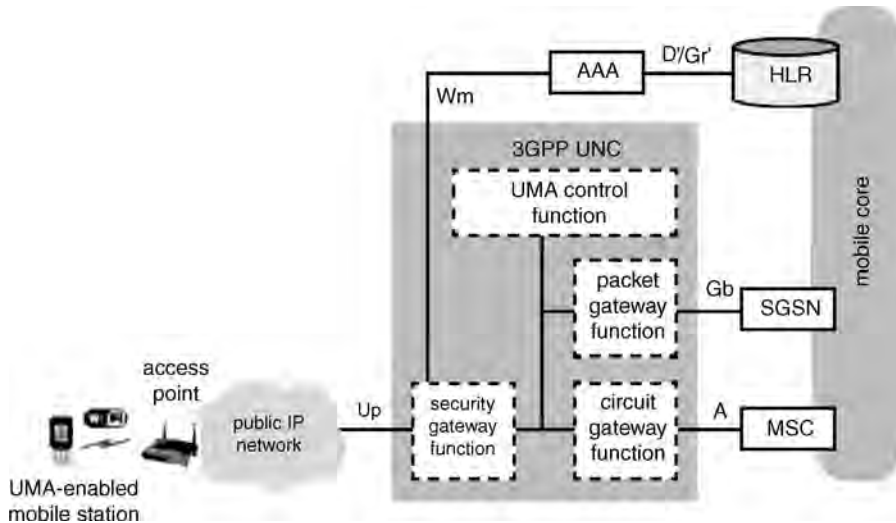 D'/Gr'
AAA
HLR
Wm
3GPP UNC
UMA control
function
mobile core
packet
gateway
function
Gb
SGSN
access
point
public IP
network
Up
security
gateway
function
circuit
gateway
function
A
MSC
UMA-enabled
mobile station